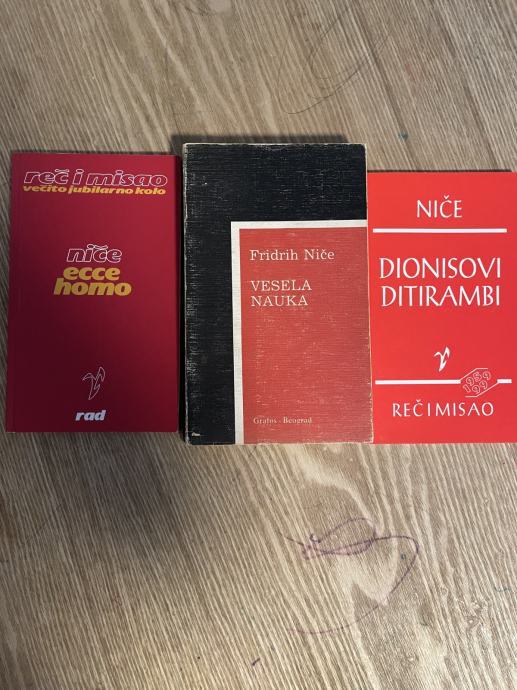 reč i misao
večito jubilarno kolo
niče
ecce
homo
rad
Fridrih Niče
VESELA
NAUKA
Grafos - Beograd
NIČE
DIONISOVI
DITIRAMBI
1959
REČ I MISAO